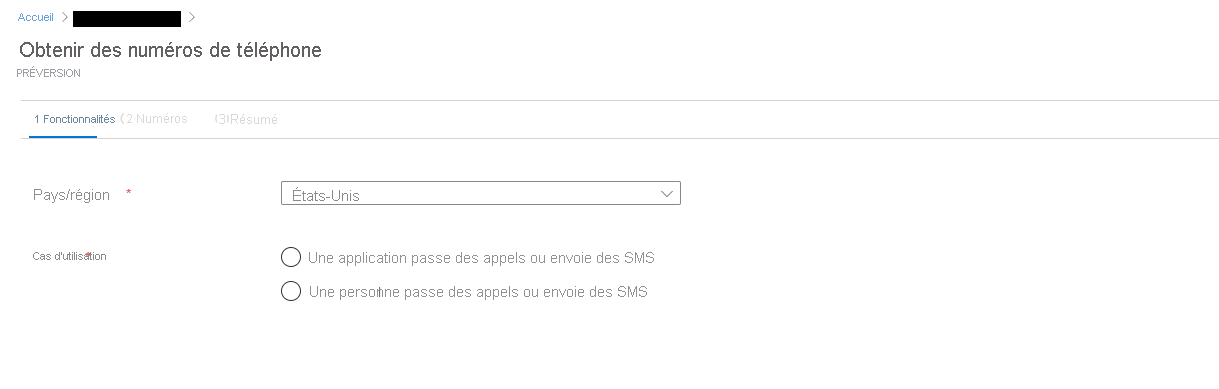 Accueil
Obtenir des numéros de téléphone
PRÉVERSION
1 Fonctionnalités (2 Numéros (3) Résumé
Pays/région * États-Unis
Cas d'utilisation *
Une application passe des appels ou envoie des SMS
Une personne passe des appels ou envoie des SMS